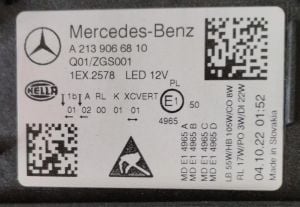 Mercedes-Benz
A 213 906 68 10
Q01/ZGS001
1EX.2578 LED 12V
HELLA
1b A RL K XCVERT
01 02 00 01 01
PL
E1
50
4965
MD E1 4965 A
MD E1 4965 B
MD E1 4965 C
MD E1 4965 D
LB 55W/HB 105W/CO 8W
RL 17W/PO 3W/DI 22W
04.10.22 01:52
Made in Slovakia